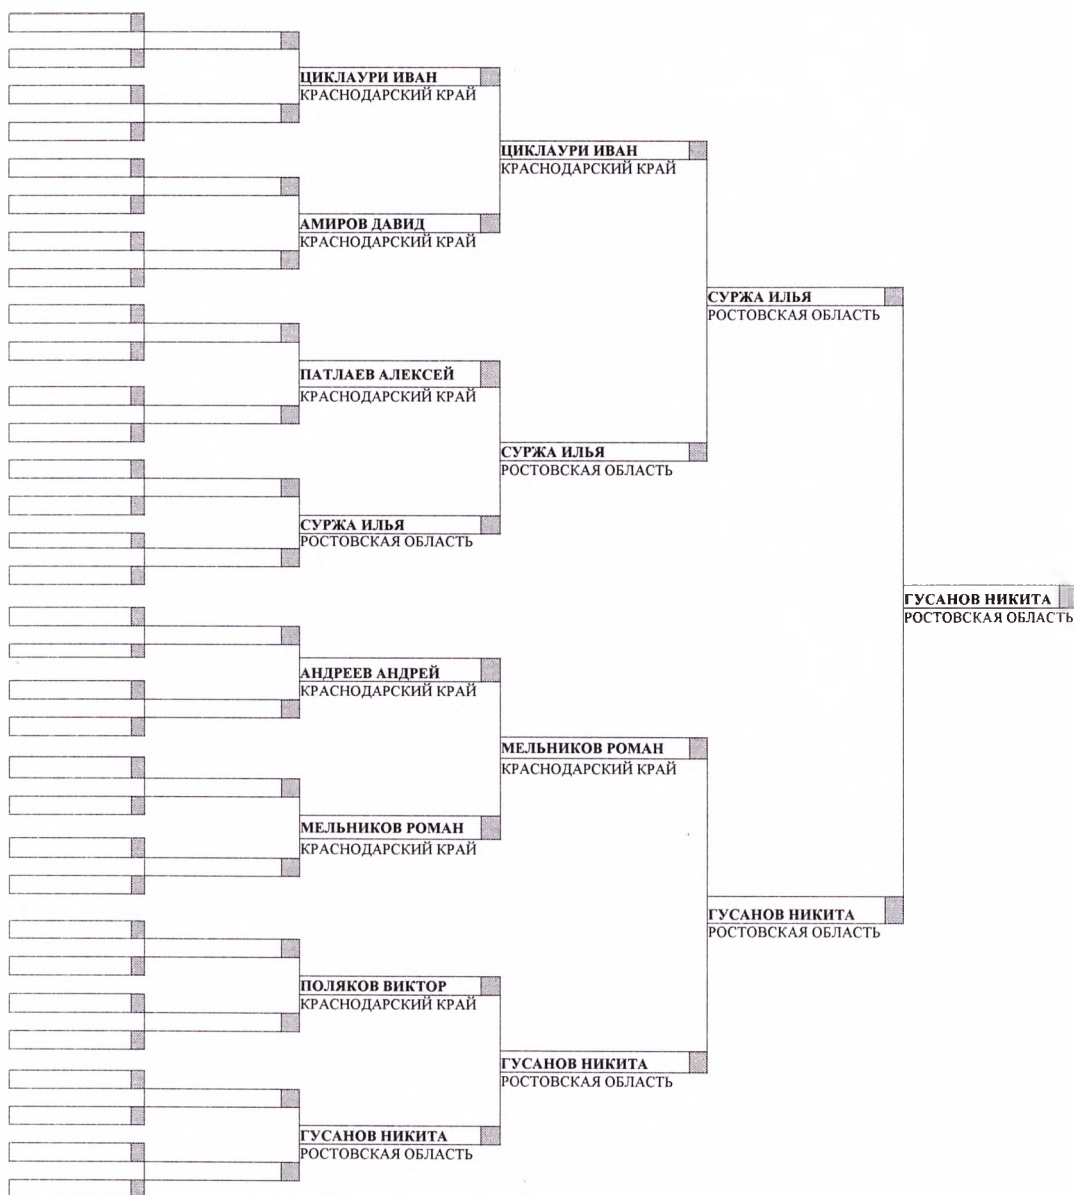 ЦИКЛАУРИ ИВАН
КРАСНОДАРСКИЙ КРАЙ
ЦИКЛАУРИ ИВАН
КРАСНОДАРСКИЙ КРАЙ
АМИРОВ ДАВИД
КРАСНОДАРСКИЙ КРАЙ
СУРЖА ИЛЬЯ
РОСТОВСКАЯ ОБЛАСТЬ
ПАТЛАЕВ АЛЕКСЕЙ
КРАСНОДАРСКИЙ КРАЙ
СУРЖА ИЛЬЯ
РОСТОВСКАЯ ОБЛАСТЬ
СУРЖА ИЛЬЯ
РОСТОВСКАЯ ОБЛАСТЬ
ГУСАНОВ НИКИТА
РОСТОВСКАЯ ОБЛАСТЬ
АНДРЕЕВ АНДРЕЙ
КРАСНОДАРСКИЙ КРАЙ
МЕЛЬНИКОВ РОМАН
КРАСНОДАРСКИЙ КРАЙ
МЕЛЬНИКОВ РОМАН
КРАСНОДАРСКИЙ КРАЙ
ГУСАНОВ НИКИТА
РОСТОВСКАЯ ОБЛАСТЬ
ПОЛЯКОВ ВИКТОР
КРАСНОДАРСКИЙ КРАЙ
ГУСАНОВ НИКИТА
РОСТОВСКАЯ ОБЛАСТЬ
ГУСАНОВ НИКИТА
РОСТОВСКАЯ ОБЛАСТЬ